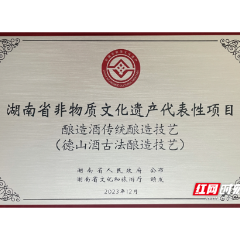 湖南省非物质文化遗产代表性项目
酿造酒传统酿造技艺
（德山酒古法酿造技艺）
湖南省人民政府 公布
湖南省文化和旅游厅 颁发
2023年12月
红网